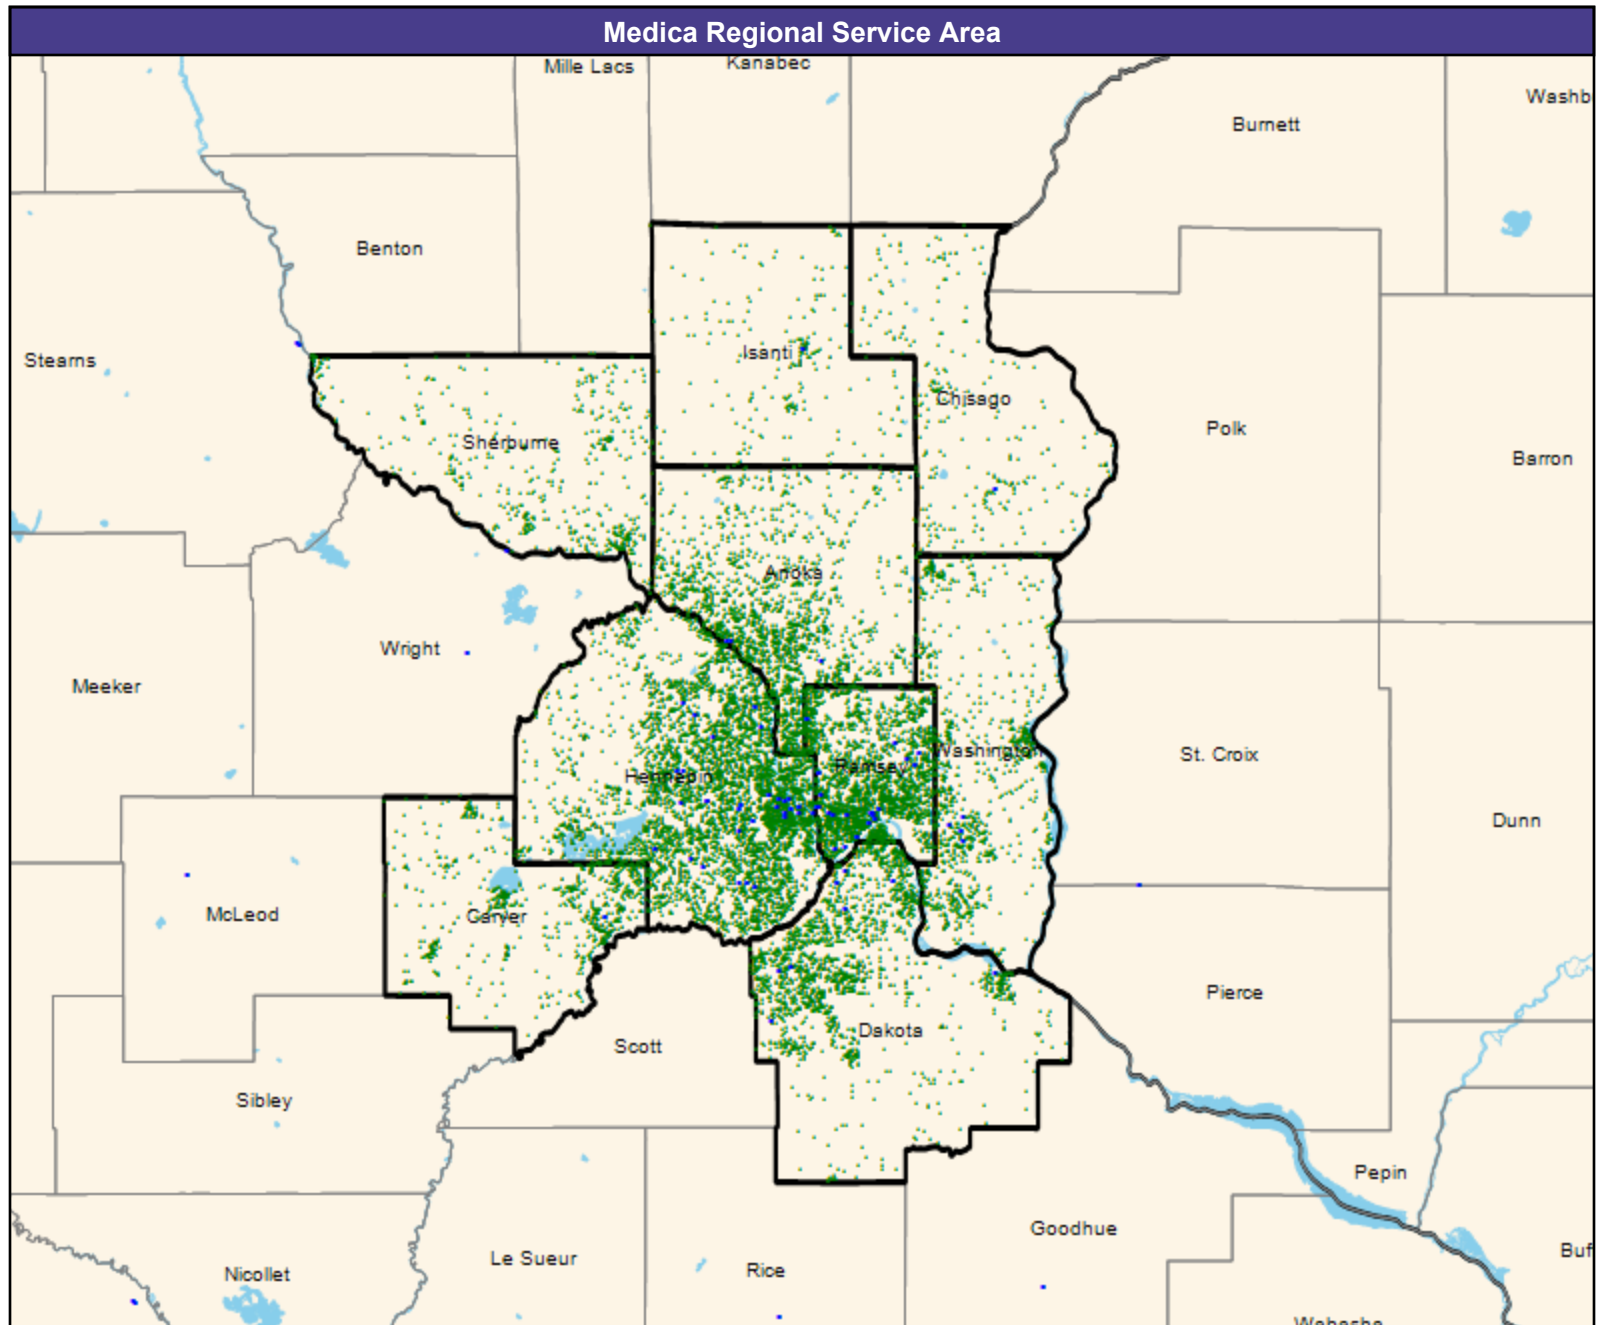 Medica Regional Service Area
Mille Lacs
Kanabec
Washb
Burnett
Benton
Stearns
Isanti
Chisago
Polk
Sherburne
Barron
Anoka
Wright
Meeker
Washington
St. Croix
Ramsey
Hennepin
Dunn
McLeod
Carver
Pierce
Dakota
Scott
Sibley
Pepin
Goodhue
Buf
Le Sueur
Rice
Nicollet
Wabasha